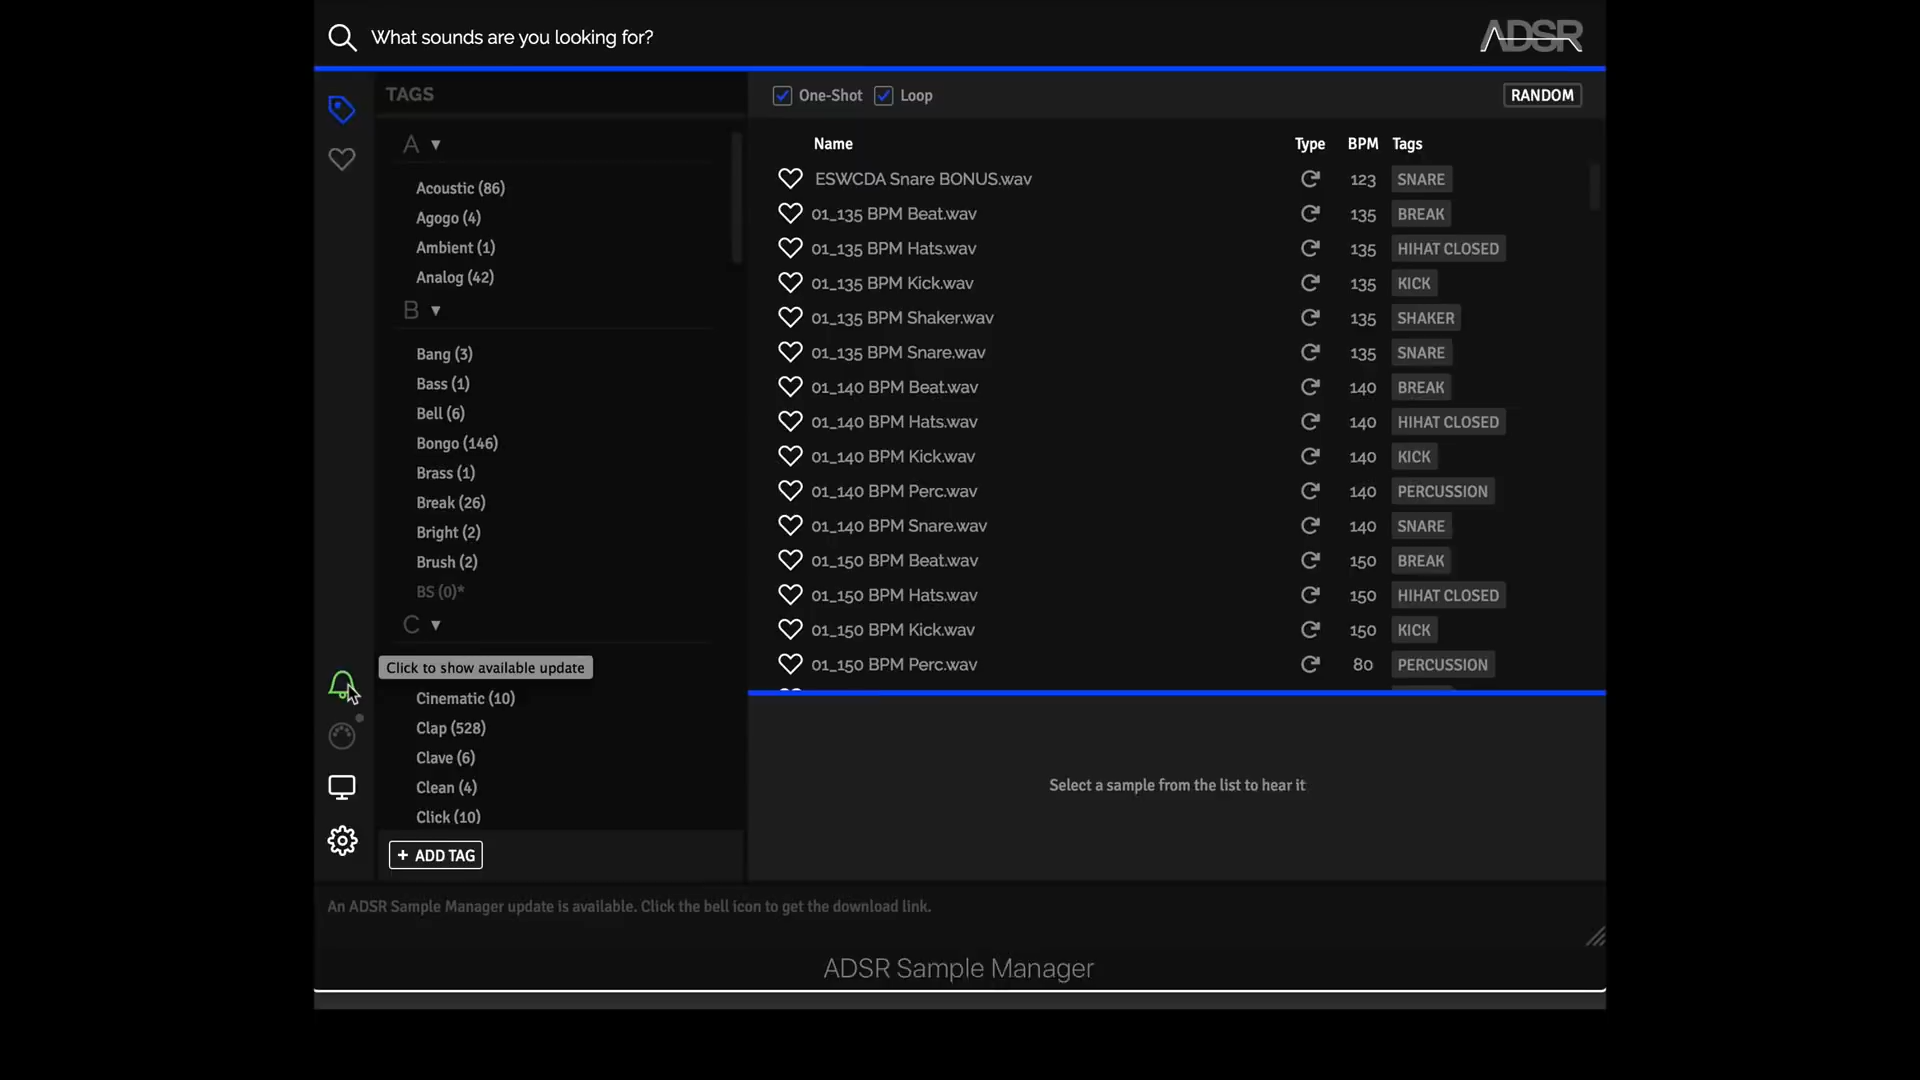 What sounds are you looking for?
ADSR
TAGS
A ▼
Acoustic (86)
Agogo (4)
Ambient (1)
Analog (42)
B ▼
Bang (3)
Bass (1)
Bell (6)
Bongo (146)
Brass (1)
Break (26)
Bright (2)
Brush (2)
BS (0)*
C ▼
Click to show available update
Cinematic (10)
Clap (528)
Clave (6)
Clean (4)
Click (10)
+ ADD TAG
One-Shot Loop RANDOM
Name Type BPM Tags
ESWCDA Snare BONUS.wav 123 SNARE
01_135 BPM Beat.wav 135 BREAK
01_135 BPM Hats.wav 135 HIHAT CLOSED
01_135 BPM Kick.wav 135 KICK
01_135 BPM Shaker.wav 135 SHAKER
01_135 BPM Snare.wav 135 SNARE
01_140 BPM Beat.wav 140 BREAK
01_140 BPM Hats.wav 140 HIHAT CLOSED
01_140 BPM Kick.wav 140 KICK
01_140 BPM Perc.wav 140 PERCUSSION
01_140 BPM Snare.wav 140 SNARE
01_150 BPM Beat.wav 150 BREAK
01_150 BPM Hats.wav 150 HIHAT CLOSED
01_150 BPM Kick.wav 150 KICK
01_150 BPM Perc.wav 80 PERCUSSION
Select a sample from the list to hear it
An ADSR Sample Manager update is available. Click the bell icon to get the download link.
ADSR Sample Manager